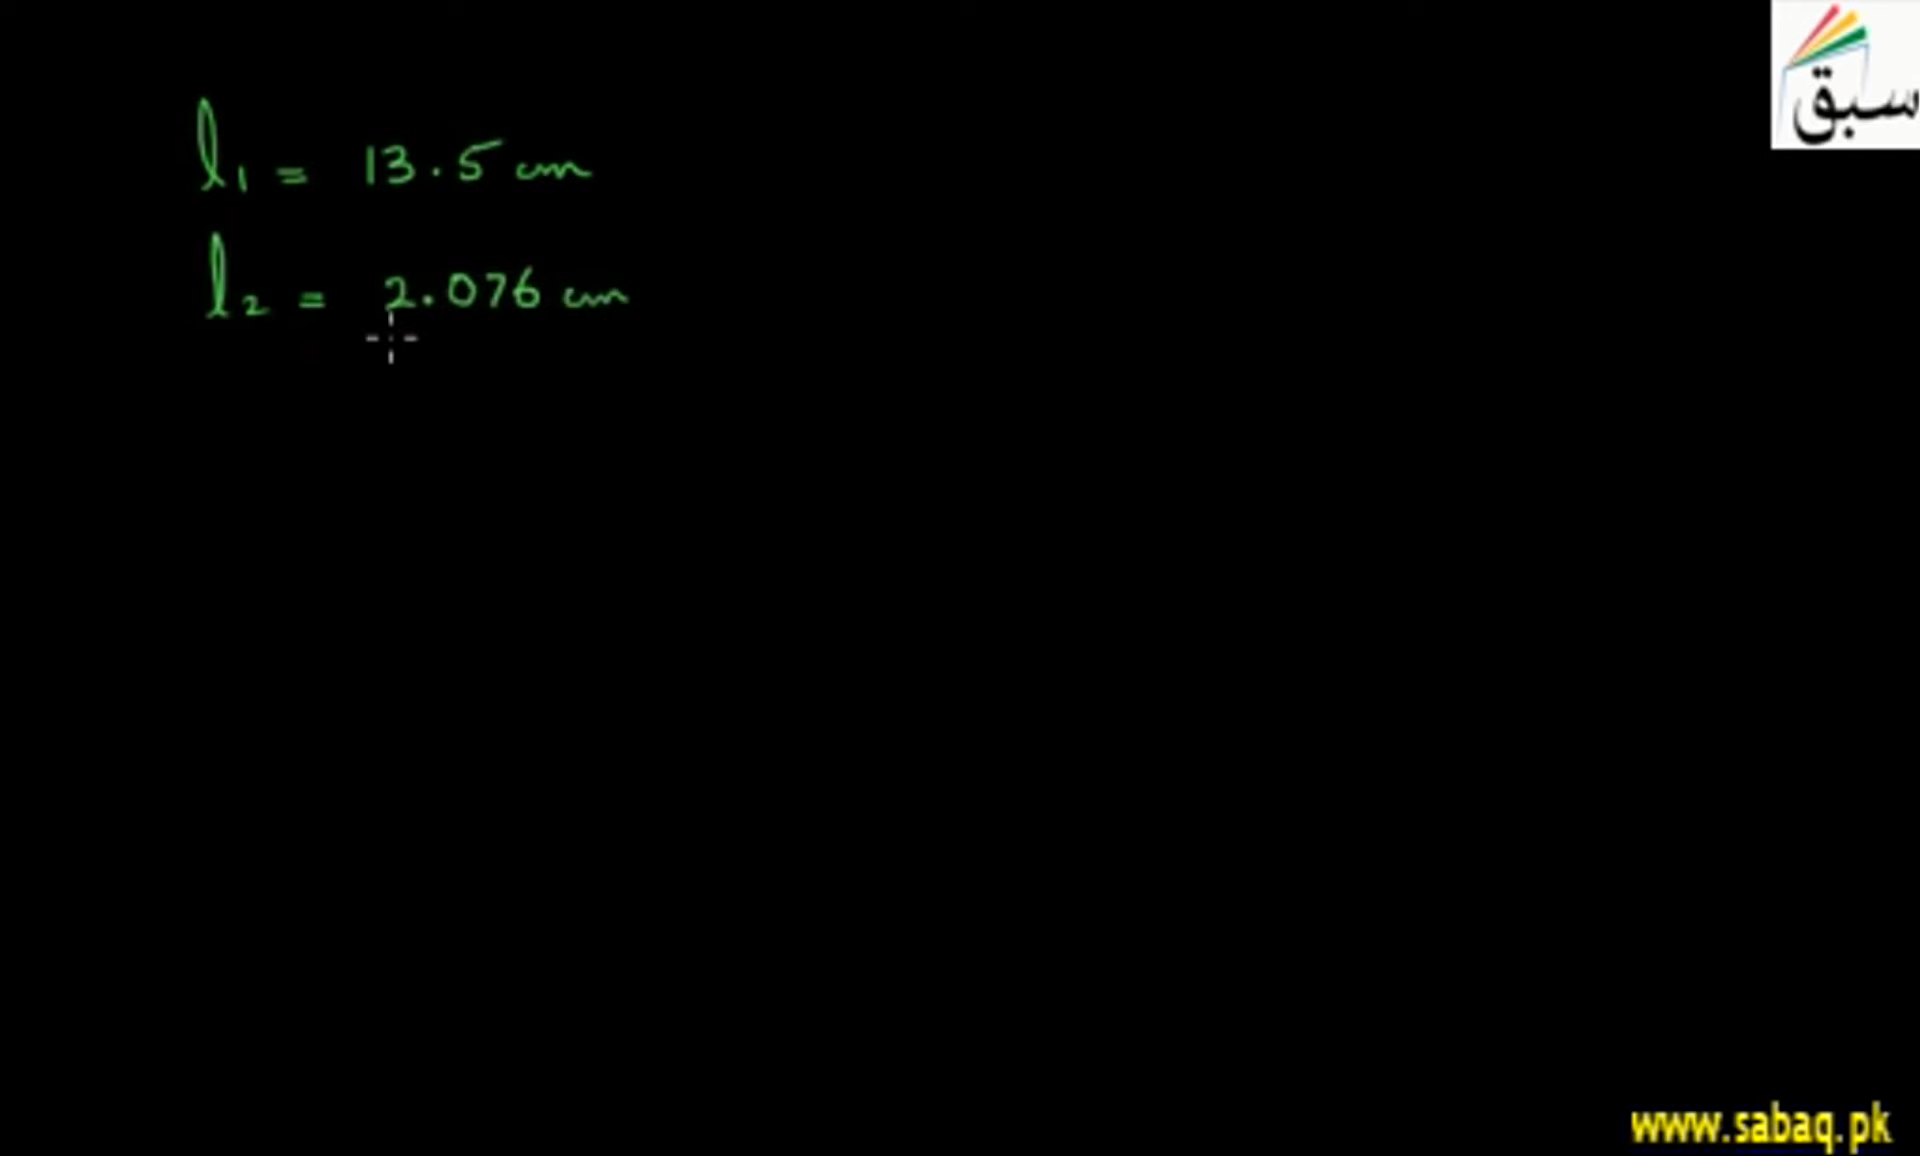 سبق
l₁ = 13.5 cm
l₂ = 2.076 cm
www.sabaq.pk